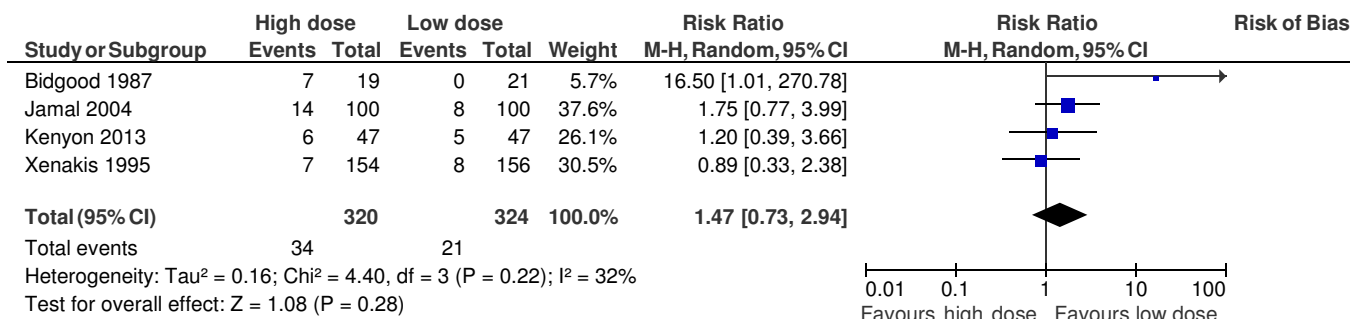 High dose Low dose Risk Ratio Risk Ratio Risk of Bias
Study or Subgroup Events Total Events Total Weight M-H, Random, 95% CI M-H, Random, 95% CI
Bidgood 1987 7 19 0 21 5.7% 16.50 [1.01, 270.78]
Jamal 2004 14 100 8 100 37.6% 1.75 [0.77, 3.99]
Kenyon 2013 6 47 5 47 26.1% 1.20 [0.39, 3.66]
Xenakis 1995 7 154 8 156 30.5% 0.89 [0.33, 2.38]
Total (95% CI) 320 324 100.0% 1.47 [0.73, 2.94]
Total events 34 21
Heterogeneity: Tau² = 0.16; Chi² = 4.40, df = 3 (P = 0.22); I² = 32%
Test for overall effect: Z = 1.08 (P = 0.28)
0.01 0.1 1 10 100
Favours high dose Favours low dose